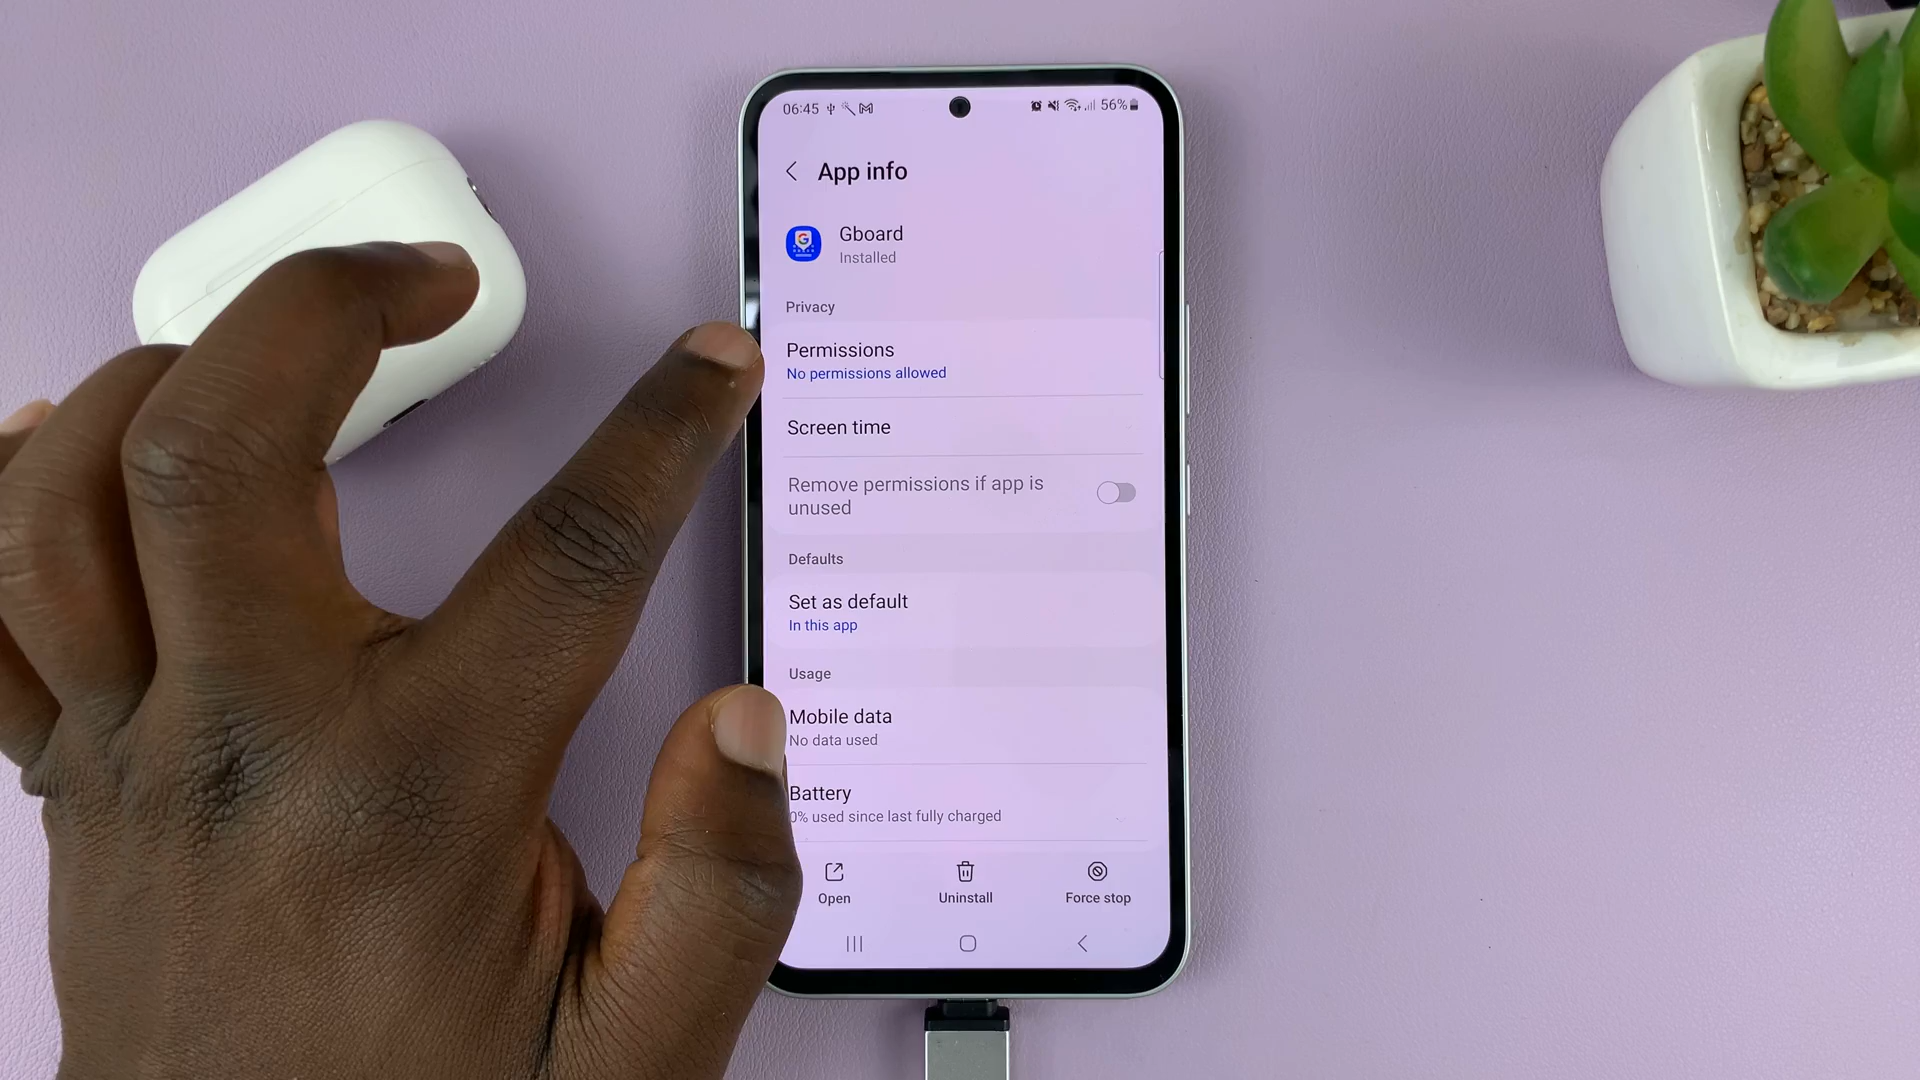 06:45
56%
App info
Gboard
Installed
Privacy
Permissions
No permissions allowed
Screen time
Remove permissions if app is
unused
Defaults
Set as default
In this app
Usage
Mobile data
No data used
Battery
0% used since last fully charged
Open
Uninstall
Force stop